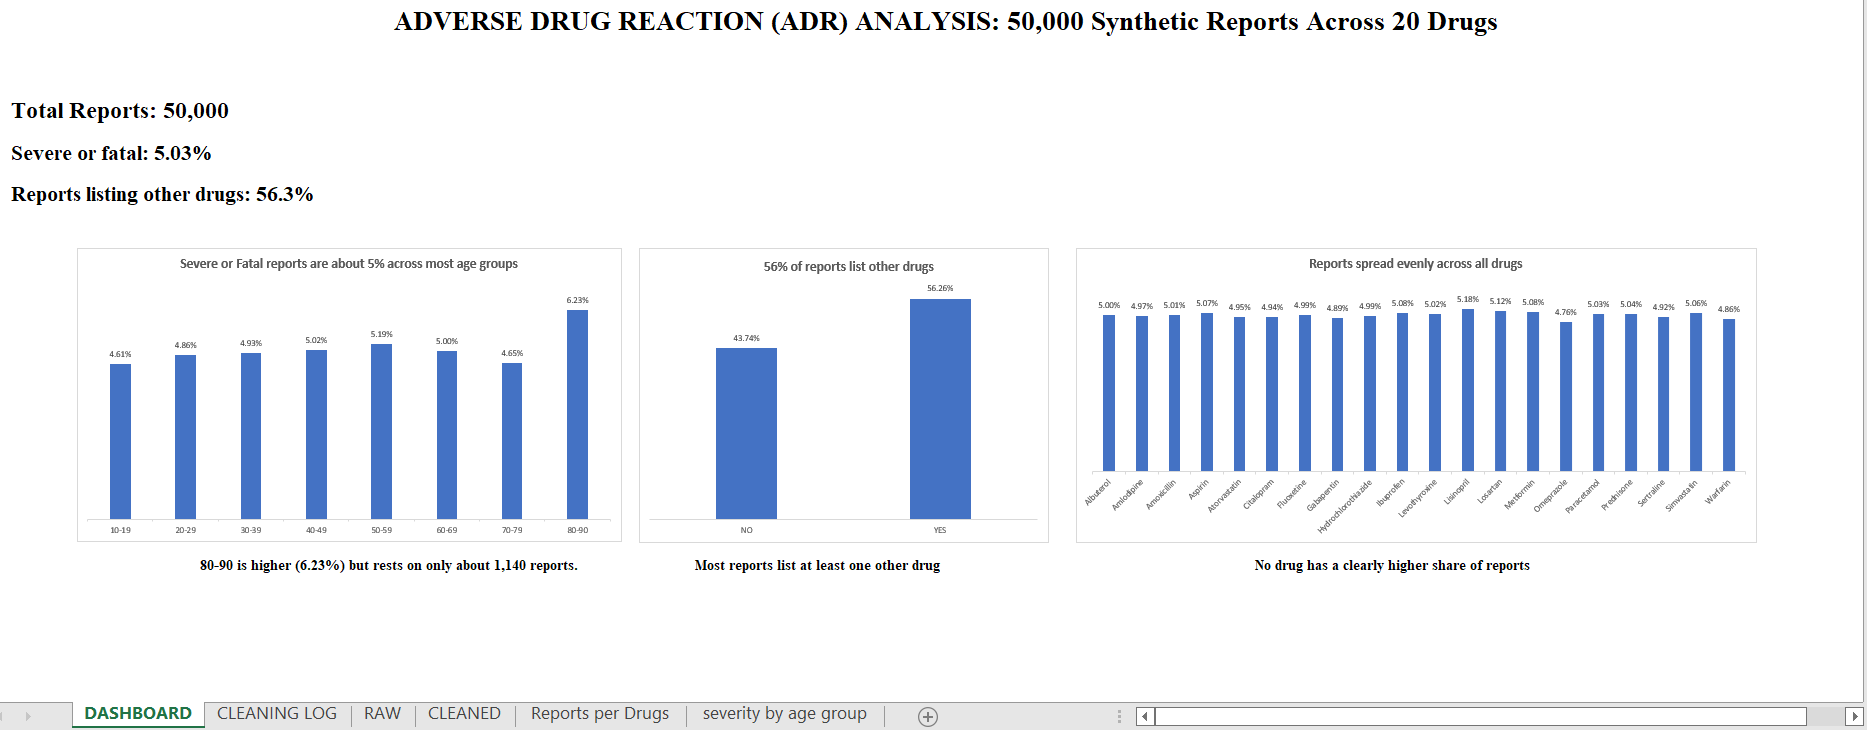 ADVERSE DRUG REACTION (ADR) ANALYSIS: 50,000 Synthetic Reports Across 20 Drugs
Total Reports: 50,000
Severe or fatal: 5.03%
Reports listing other drugs: 56.3%
Severe or Fatal reports are about 5% across most age groups
4.61%
4.86%
4.93%
5.02%
5.19%
5.00%
4.65%
6.23%
10-19
20-29
30-39
40-49
50-59
60-69
70-79
80-90
80-90 is higher (6.23%) but rests on only about 1,140 reports.
56% of reports list other drugs
43.74%
56.26%
NO
YES
Most reports list at least one other drug
Reports spread evenly across all drugs
5.00%
4.97%
5.01%
5.07%
4.95%
4.94%
4.99%
4.89%
4.99%
5.08%
5.02%
5.18%
5.12%
5.08%
4.76%
5.03%
5.04%
4.92%
5.06%
4.86%
Albuterol
Amlodipine
Amoxicillin
Aspirin
Atorvastatin
Citalopram
Fluoxetine
Gabapentin
Hydrochlorothiazide
Ibuprofen
Levothyroxine
Lisinopril
Losartan
Metformin
Omeprazole
Paracetamol
Prednisone
Sertraline
Simvastatin
Warfarin
No drug has a clearly higher share of reports
DASHBOARD
CLEANING LOG
RAW
CLEANED
Reports per Drugs
severity by age group